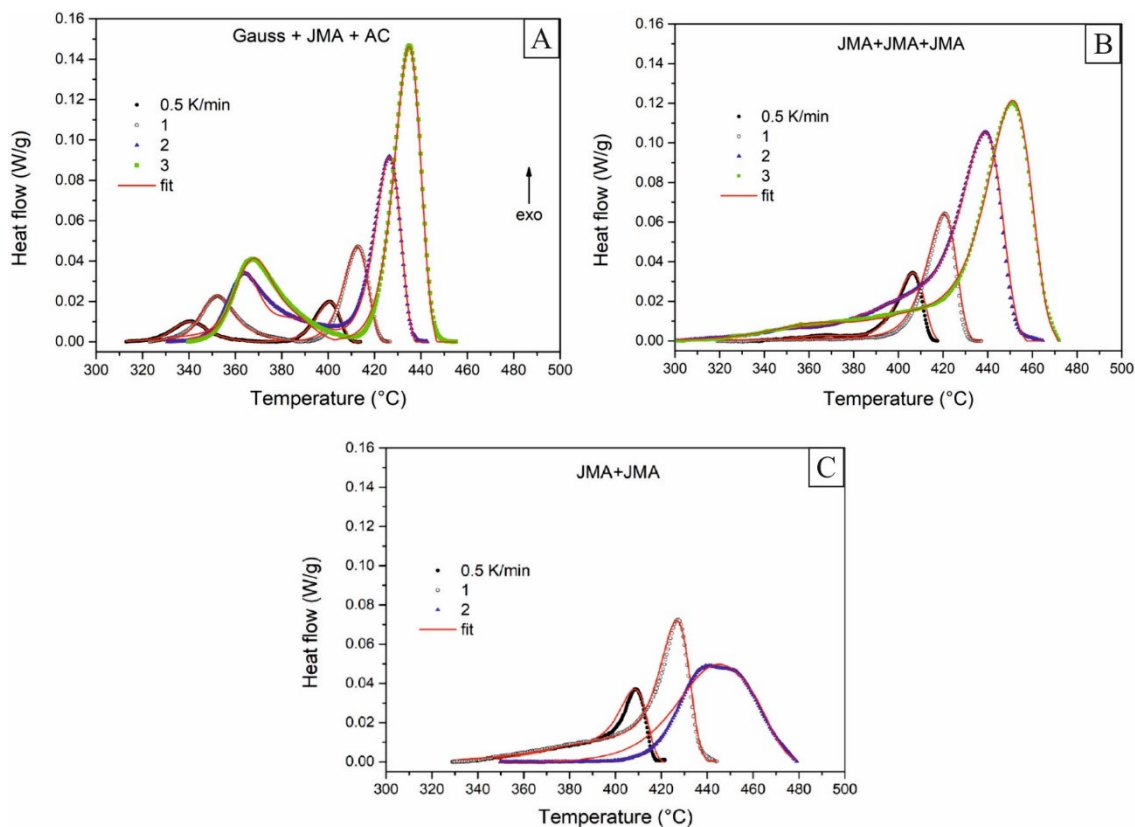 Gauss + JMA + AC
A
0.5 K/min
1
2
3
fit
exo
Heat flow (W/g)
0.16
0.14
0.12
0.10
0.08
0.06
0.04
0.02
0.00
300 320 340 360 380 400 420 440 460 480 500
Temperature (°C)
JMA+JMA+JMA
B
0.5 K/min
1
2
3
fit
Heat flow (W/g)
0.16
0.14
0.12
0.10
0.08
0.06
0.04
0.02
0.00
300 320 340 360 380 400 420 440 460 480 500
Temperature (°C)
JMA+JMA
C
0.5 K/min
1
2
fit
Heat flow (W/g)
0.16
0.14
0.12
0.10
0.08
0.06
0.04
0.02
0.00
300 320 340 360 380 400 420 440 460 480 500
Temperature (°C)